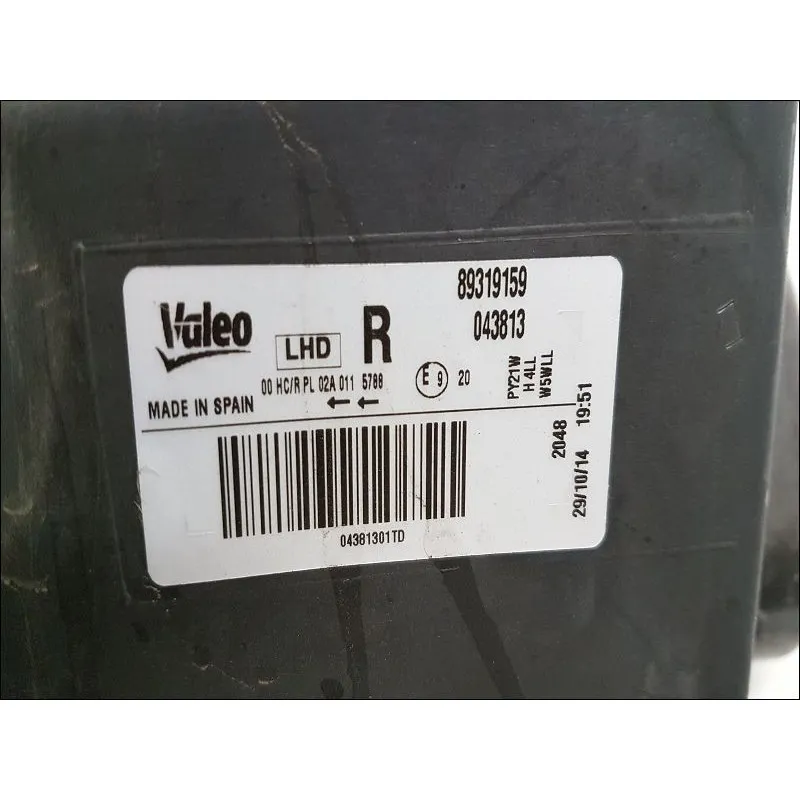 Valeo
LHD
R
89319159
043813
00 HC/R PL 02A 011 5788
E 9 20
PY21W
H 4LL
W5WLL
MADE IN SPAIN
2048
29/10/14 19:51
04381301TD